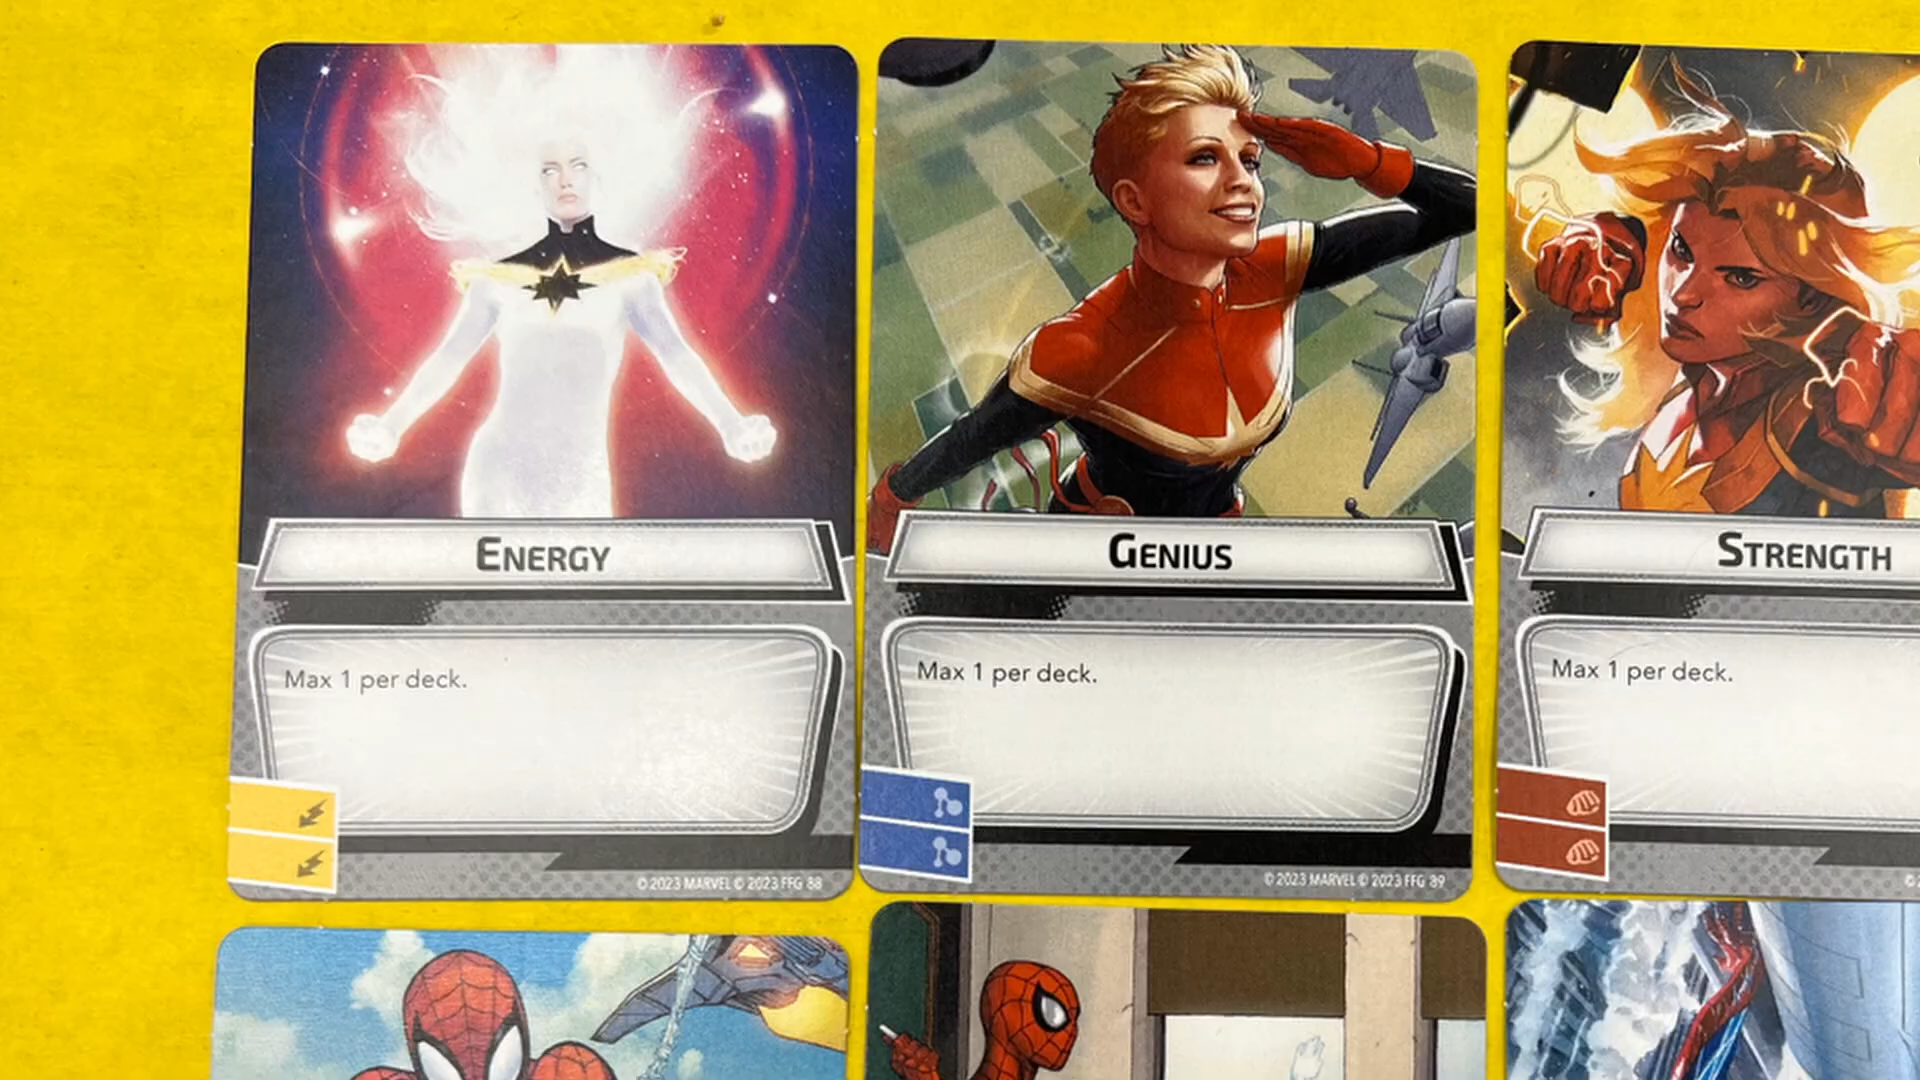 Energy
Max 1 per deck.
© 2023 MARVEL © 2023 FFG 88
Genius
Max 1 per deck.
© 2023 MARVEL © 2023 FFG 89
Strength
Max 1 per deck.